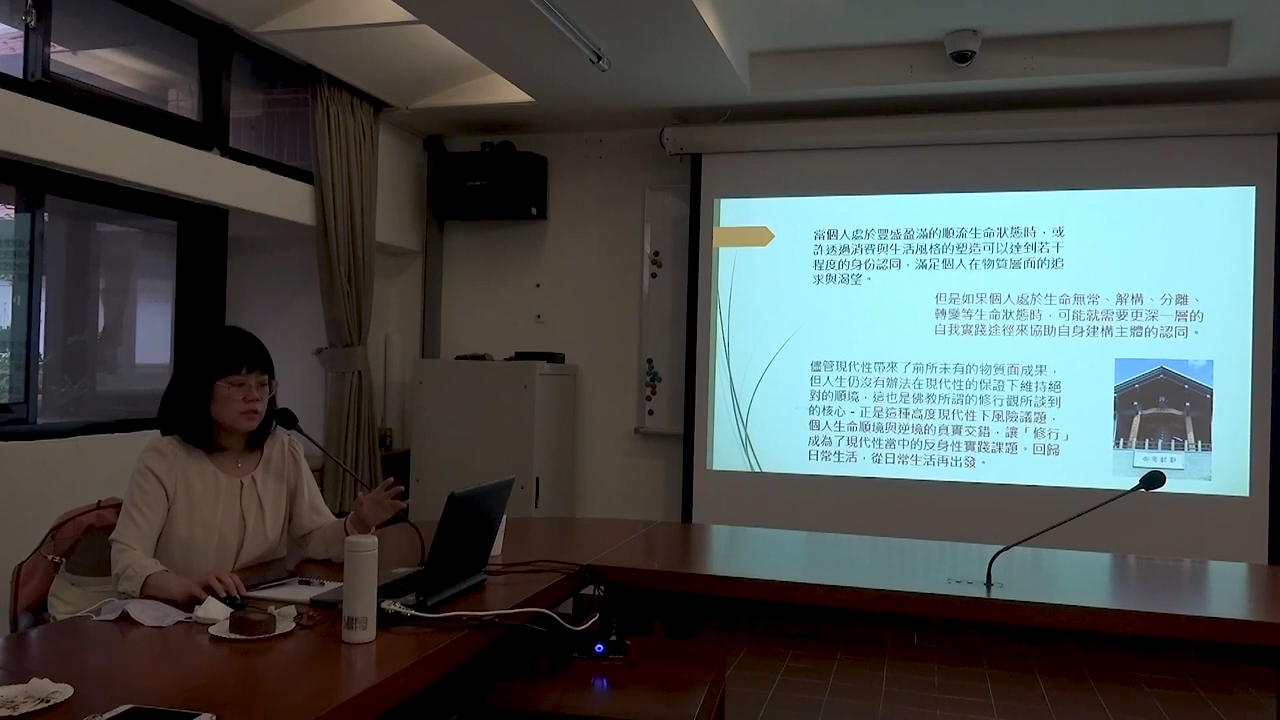 當個人處於豐盛盈滿的順流生命狀態時，或
許透過消費與生活風格的塑造可以達到若干
程度的身份認同，滿足個人在物質層面的追
求與渴望。
但是如果個人處於生命無常、解構、分離、
轉變等生命狀態時，可能就需要更深一層的
自我實踐途徑來協助自身建構主體的認同。
儘管現代性帶來了前所未有的物質面成果，
但人生仍沒有辦法在現代性的保證下維持絕
對的順境，這也是佛教所謂的修行觀所談到
的核心 - 正是這種高度現代性下風險議題，
個人生命順境與逆境的真實交錯，讓「修行」
成為了現代性當中的反身性實踐課題。回歸
日常生活，從日常生活再出發。